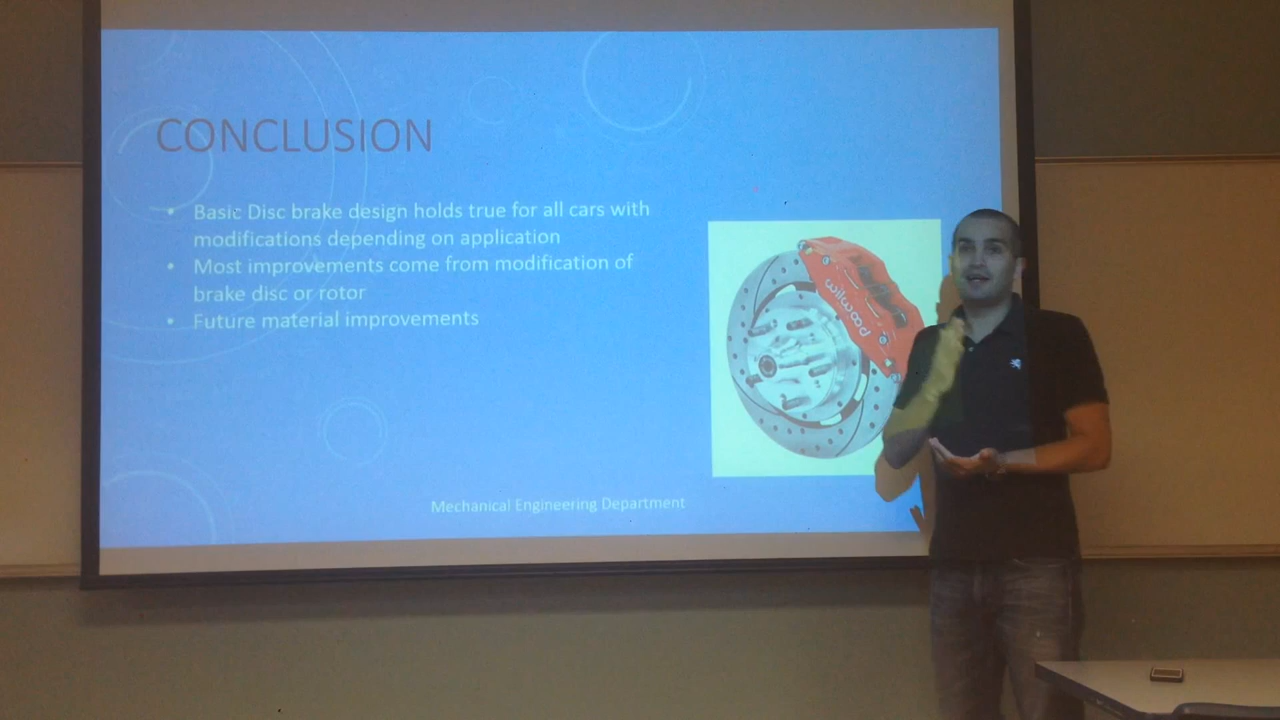 CONCLUSION
• Basic Disc brake design holds true for all cars with
modifications depending on application
• Most improvements come from modification of
brake disc or rotor
• Future material improvements
wilwood
Mechanical Engineering Department